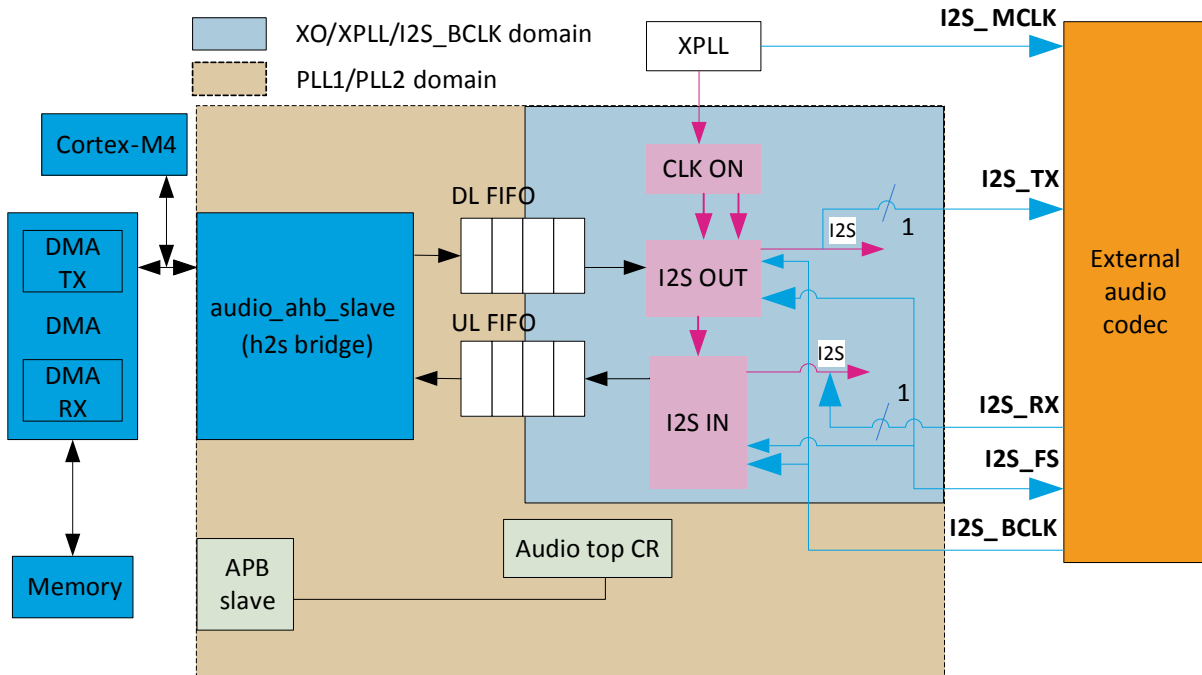 XO/XPLL/I2S_BCLK domain
PLL1/PLL2 domain
XPLL
I2S_MCLK
Cortex-M4
CLK ON
DL FIFO
I2S_TX
1
I2S
DMA
TX
DMA
DMA
RX
audio_ahb_slave
(h2s bridge)
I2S OUT
External
audio
codec
UL FIFO
I2S
1
I2S IN
I2S_RX
I2S_FS
I2S_BCLK
Audio top CR
APB
slave
Memory